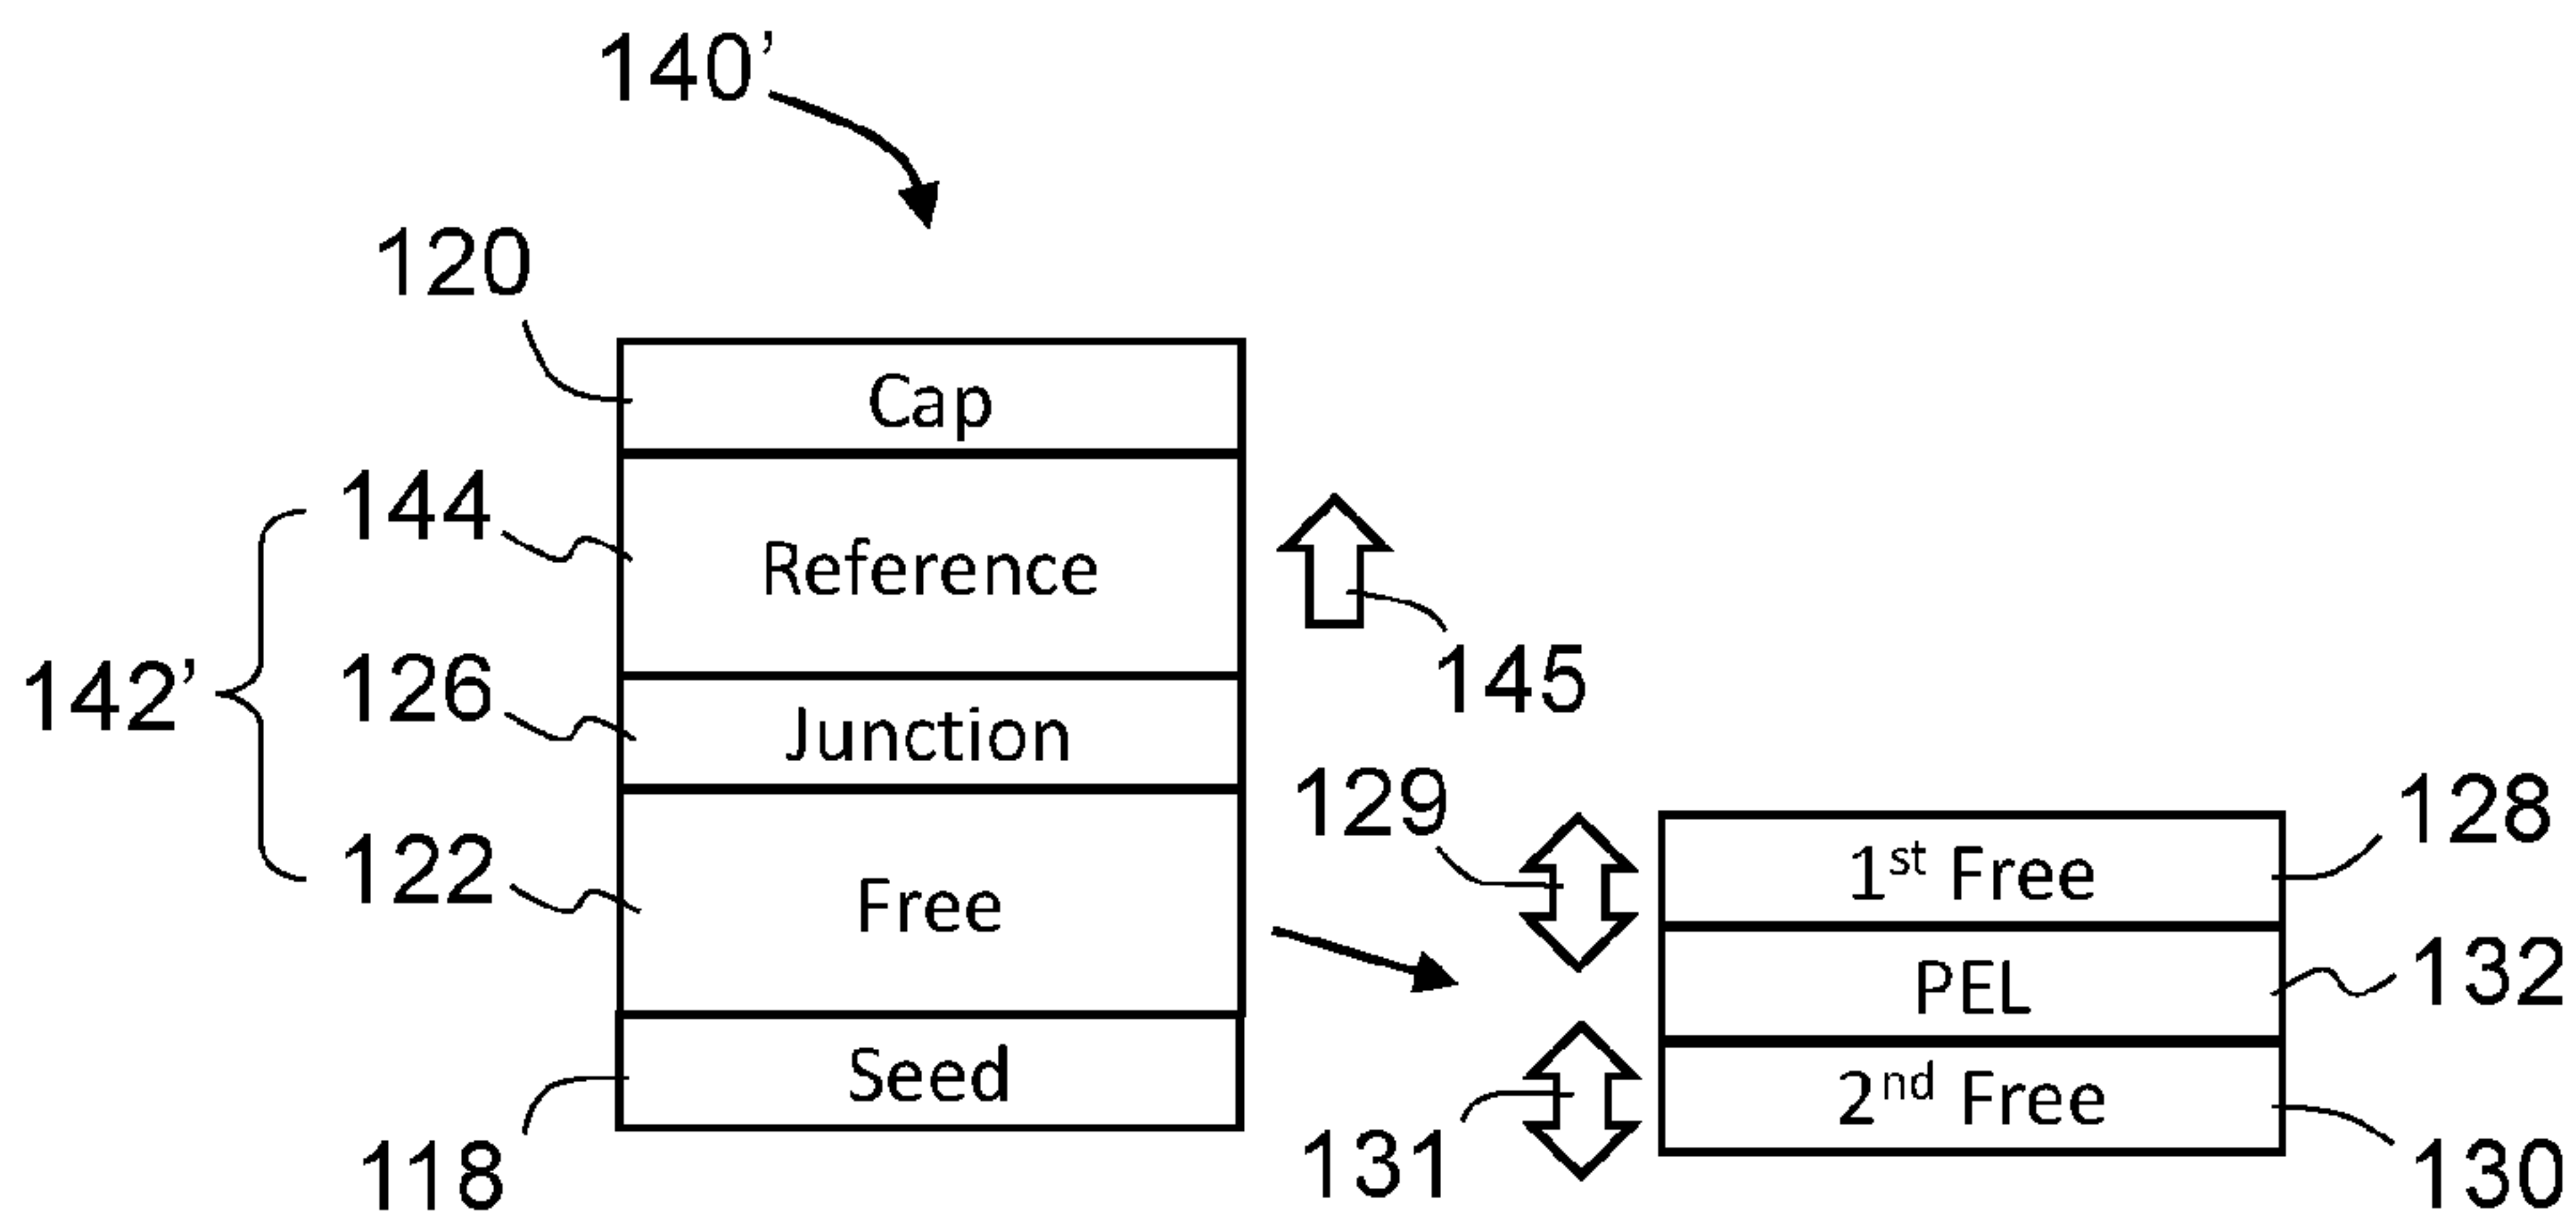 140’
120
Cap
144
Reference
145
142’
126
Junction
129
128
1st Free
122
Free
132
PEL
118
Seed
131
2nd Free
130